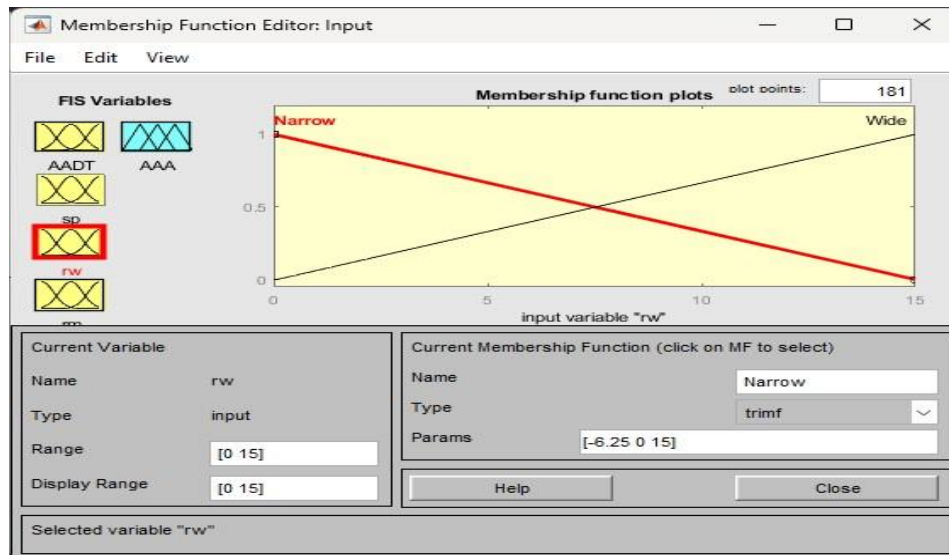 Membership Function Editor: Input
File Edit View
FIS Variables
AADT AAA
sp
rw
Membership function plots plot points: 181
Narrow Wide
1
0.5
0
0 5 10 15
input variable "rw"
Current Variable
Name rw
Type input
Range [0 15]
Display Range [0 15]
Current Membership Function (click on MF to select)
Name Narrow
Type trimf
Params [-6.25 0 15]
Help Close
Selected variable "rw"